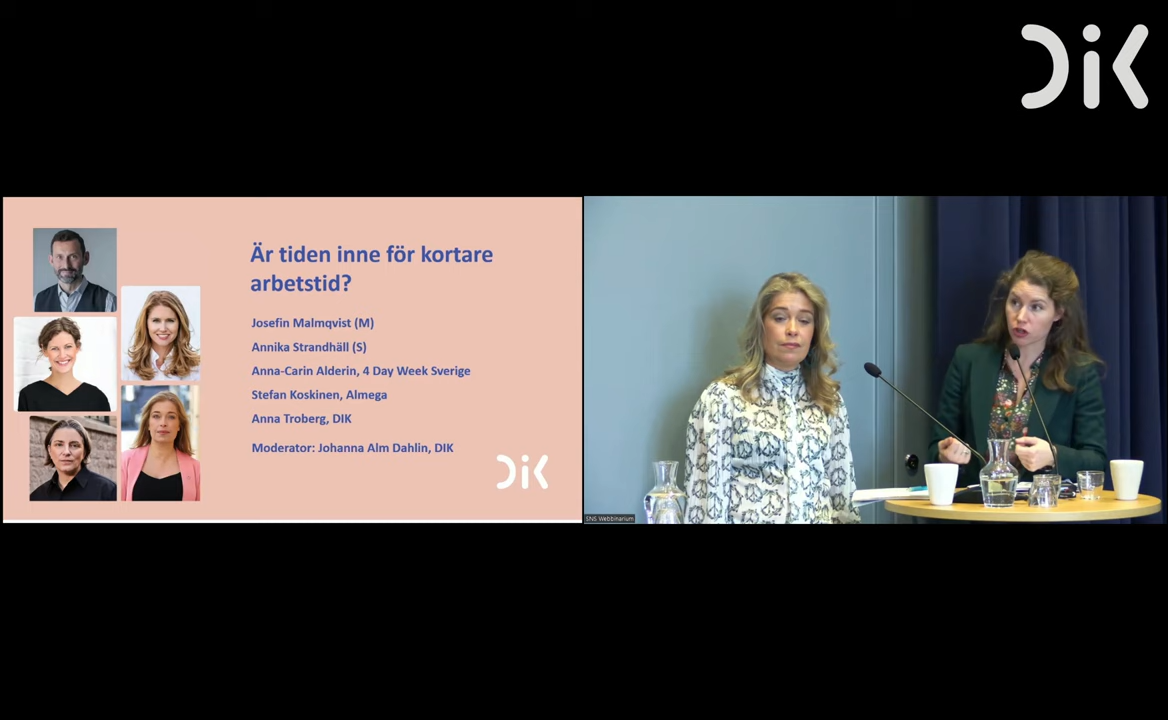 DiK
Är tiden inne för kortare
arbetstid?
Josefin Malmqvist (M)
Annika Strandhäll (S)
Anna-Carin Alderin, 4 Day Week Sverige
Stefan Koskinen, Almega
Anna Troberg, DIK
Moderator: Johanna Alm Dahlin, DIK
DiK
SNS Webbinarium